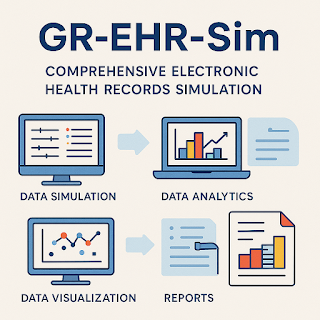 GR-EHR-Sim
COMPREHENSIVE ELECTRONIC
HEALTH RECORDS SIMULATION
DATA SIMULATION
DATA ANALYTICS
DATA VISUALIZATION
REPORTS